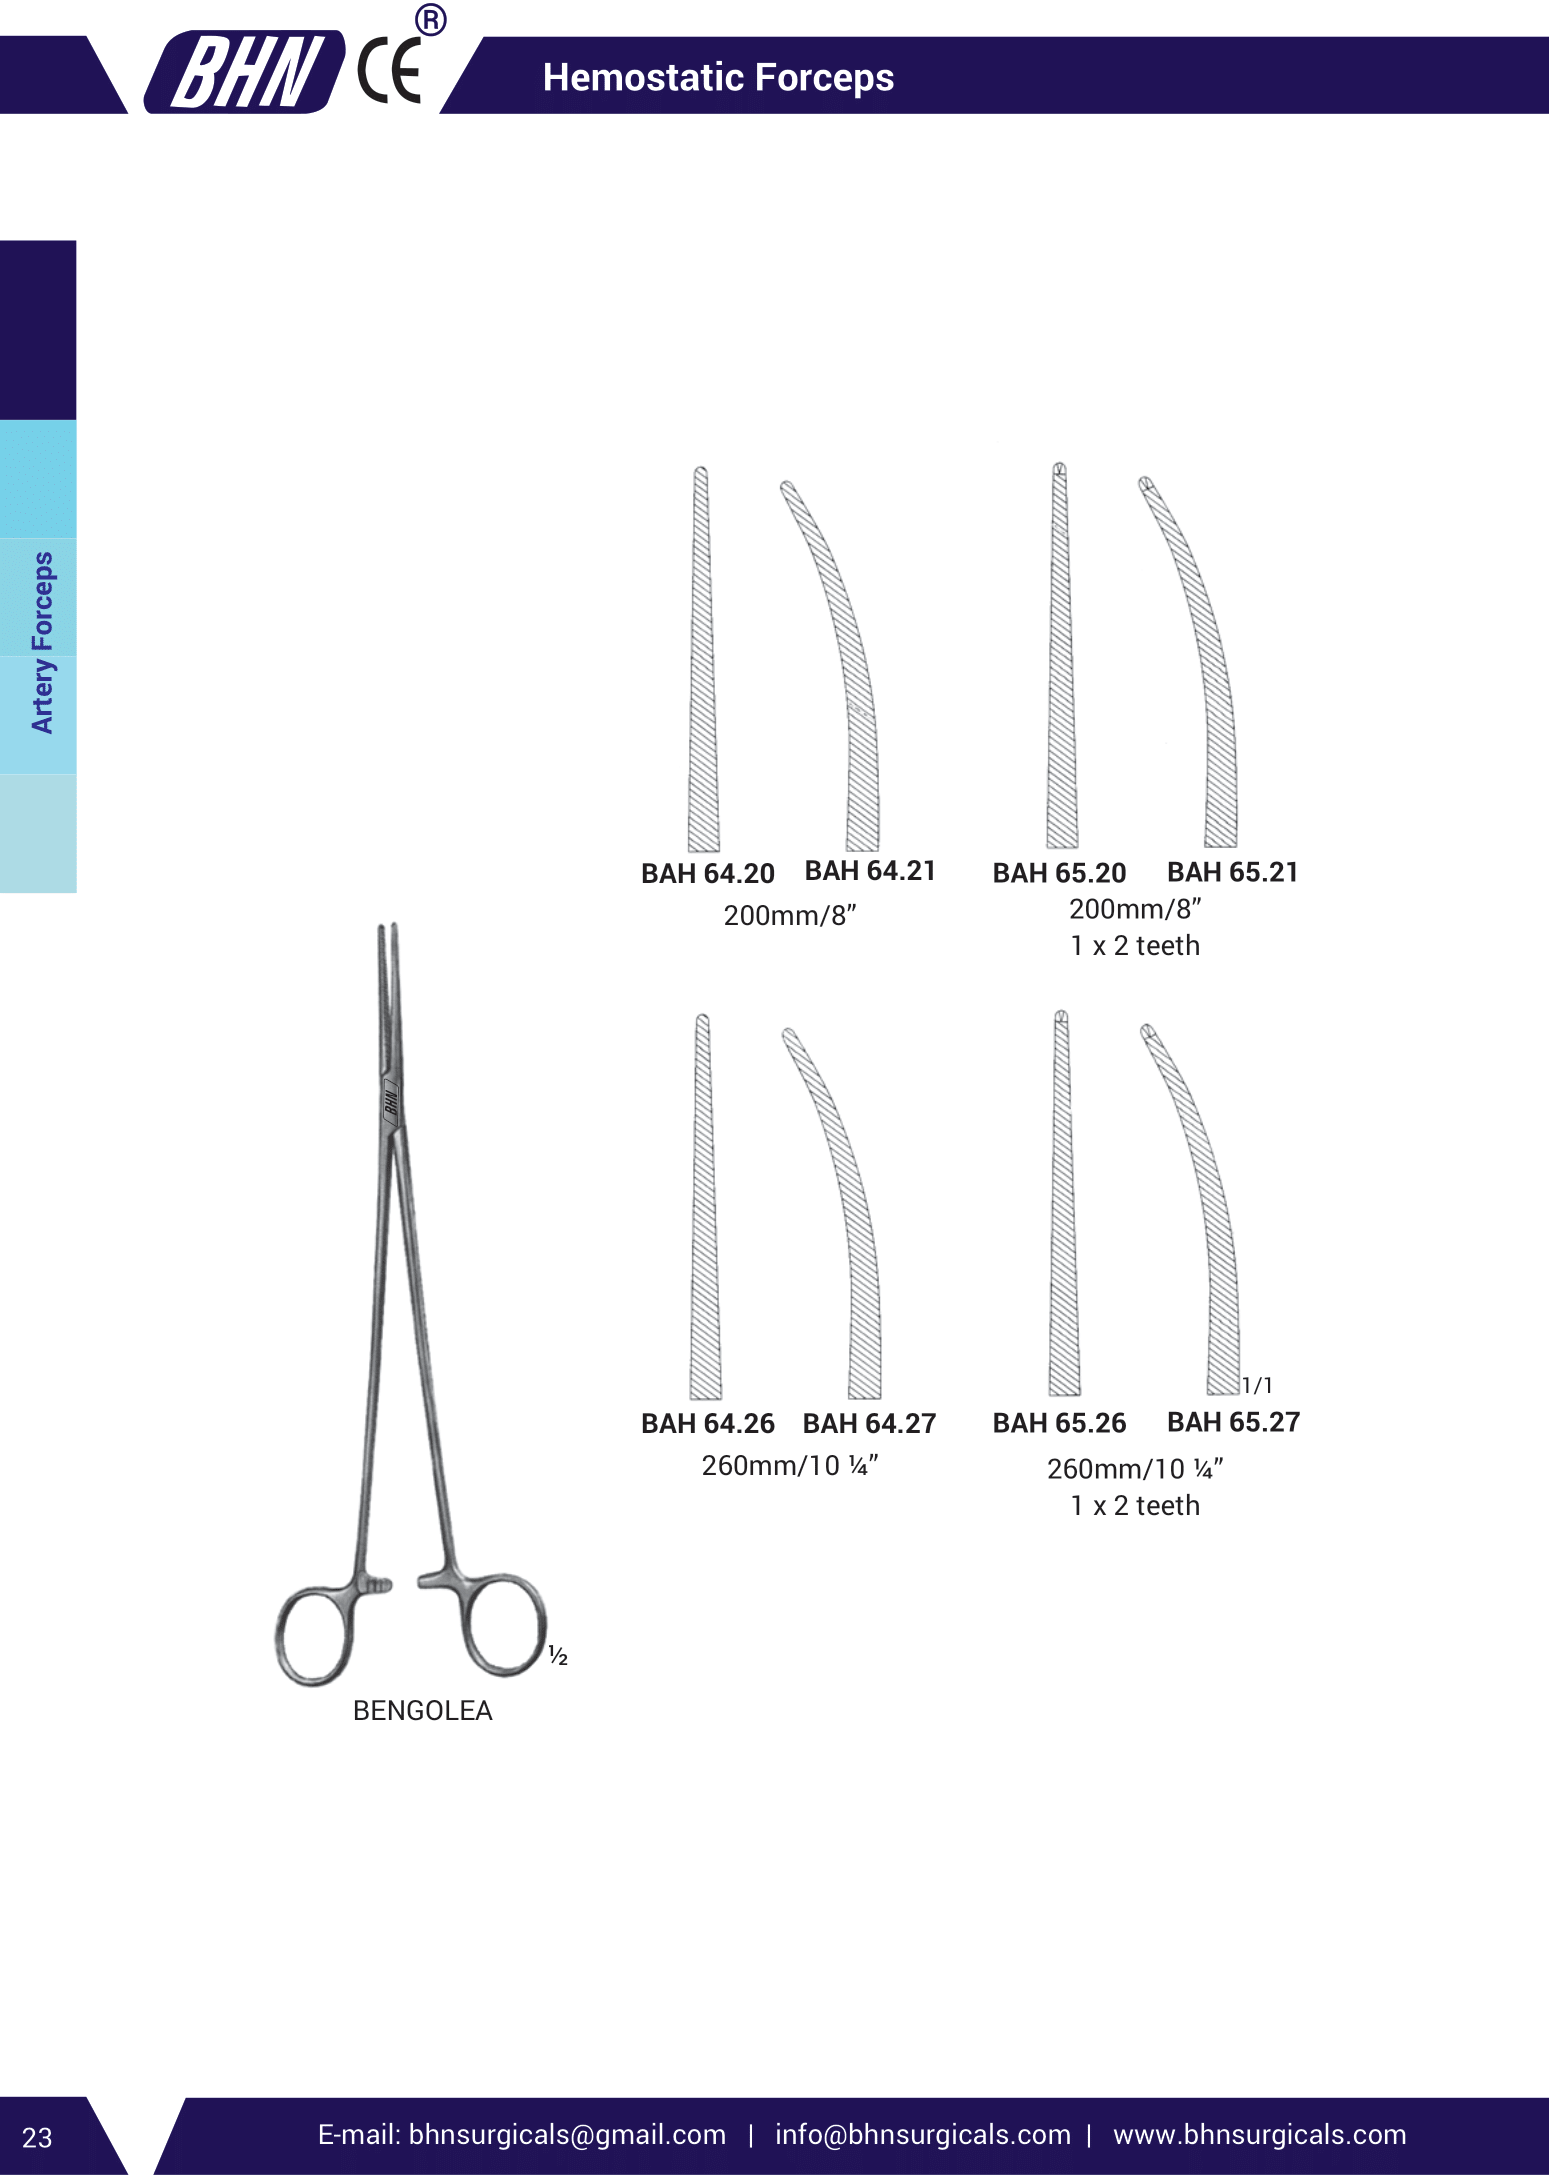 BHN CE ®
Hemostatic Forceps
Artery Forceps
BAH 64.20 BAH 64.21
200mm/8”
BAH 65.20 BAH 65.21
200mm/8”
1 x 2 teeth
BHN
BAH 64.26 BAH 64.27
260mm/10 ¼”
1/1
BAH 65.26 BAH 65.27
260mm/10 ¼”
1 x 2 teeth
½
BENGOLEA
23
E-mail: bhnsurgicals@gmail.com | info@bhnsurgicals.com | www.bhnsurgicals.com